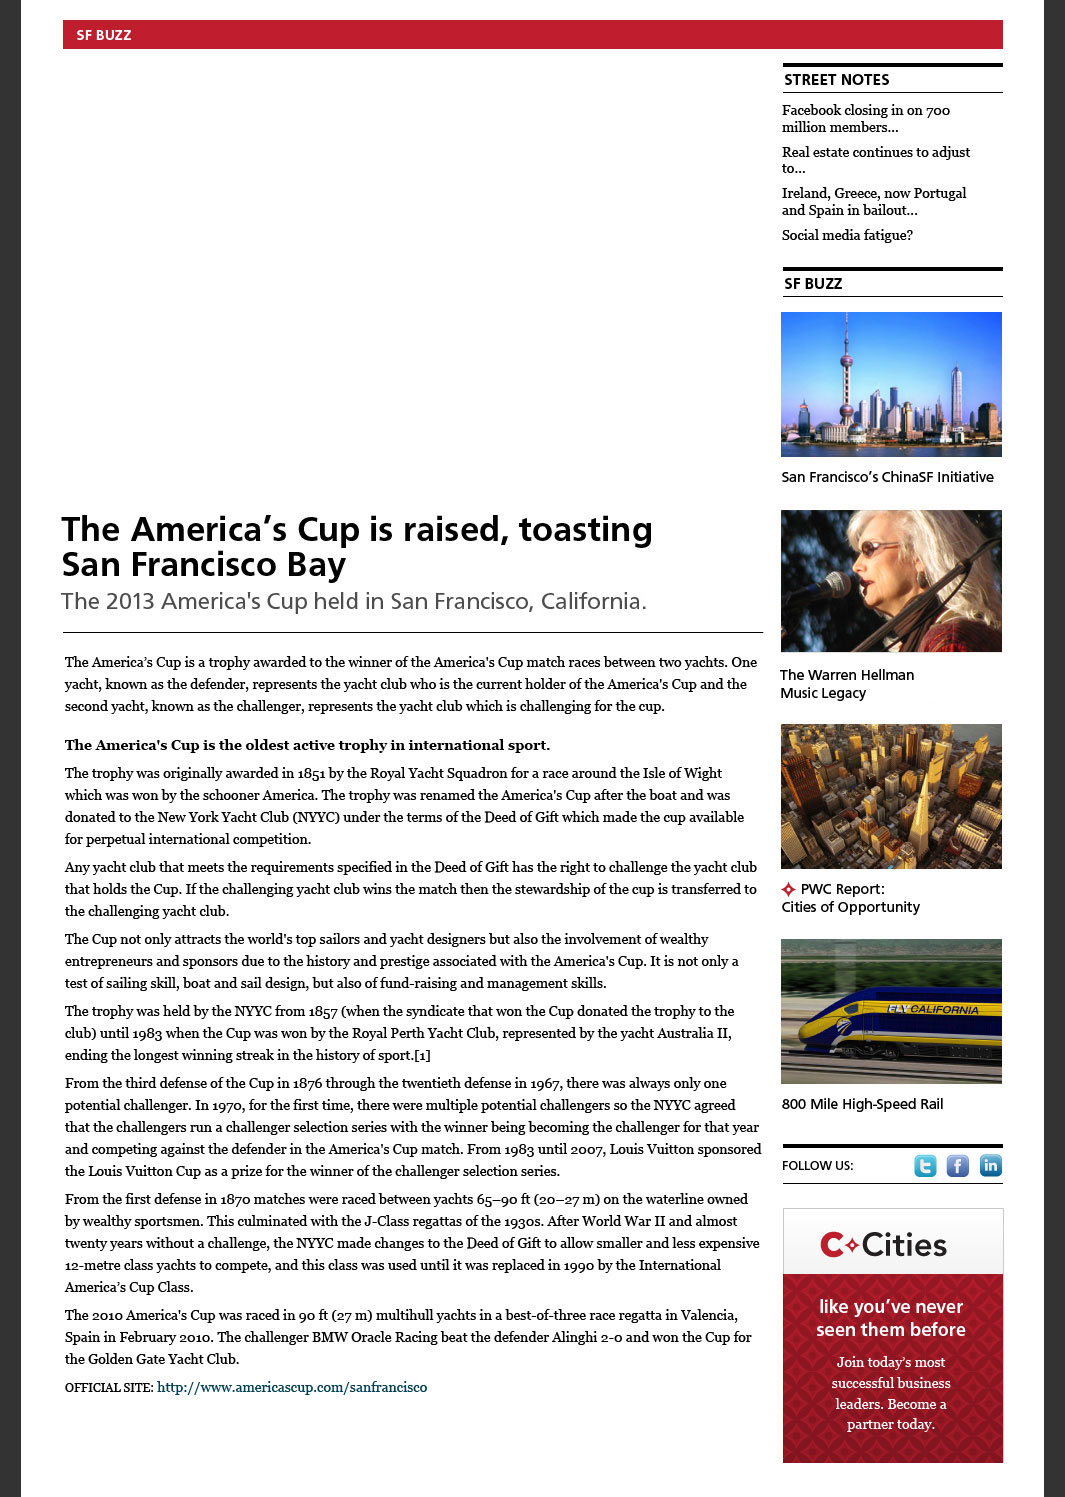 SF BUZZ
The America’s Cup is raised, toasting
San Francisco Bay
The 2013 America's Cup held in San Francisco, California.
The America’s Cup is a trophy awarded to the winner of the America's Cup match races between two yachts. One
yacht, known as the defender, represents the yacht club who is the current holder of the America's Cup and the
second yacht, known as the challenger, represents the yacht club which is challenging for the cup.
The America's Cup is the oldest active trophy in international sport.
The trophy was originally awarded in 1851 by the Royal Yacht Squadron for a race around the Isle of Wight
which was won by the schooner America. The trophy was renamed the America's Cup after the boat and was
donated to the New York Yacht Club (NYYC) under the terms of the Deed of Gift which made the cup available
for perpetual international competition.
Any yacht club that meets the requirements specified in the Deed of Gift has the right to challenge the yacht club
that holds the Cup. If the challenging yacht club wins the match then the stewardship of the cup is transferred to
the challenging yacht club.
The Cup not only attracts the world's top sailors and yacht designers but also the involvement of wealthy
entrepreneurs and sponsors due to the history and prestige associated with the America's Cup. It is not only a
test of sailing skill, boat and sail design, but also of fund-raising and management skills.
The trophy was held by the NYYC from 1857 (when the syndicate that won the Cup donated the trophy to the
club) until 1983 when the Cup was won by the Royal Perth Yacht Club, represented by the yacht Australia II,
ending the longest winning streak in the history of sport.[1]
From the third defense of the Cup in 1876 through the twentieth defense in 1967, there was always only one
potential challenger. In 1970, for the first time, there were multiple potential challengers so the NYYC agreed
that the challengers run a challenger selection series with the winner being becoming the challenger for that year
and competing against the defender in the America's Cup match. From 1983 until 2007, Louis Vuitton sponsored
the Louis Vuitton Cup as a prize for the winner of the challenger selection series.
From the first defense in 1870 matches were raced between yachts 65–90 ft (20–27 m) on the waterline owned
by wealthy sportsmen. This culminated with the J-Class regattas of the 1930s. After World War II and almost
twenty years without a challenge, the NYYC made changes to the Deed of Gift to allow smaller and less expensive
12-metre class yachts to compete, and this class was used until it was replaced in 1990 by the International
America’s Cup Class.
The 2010 America's Cup was raced in 90 ft (27 m) multihull yachts in a best-of-three race regatta in Valencia,
Spain in February 2010. The challenger BMW Oracle Racing beat the defender Alinghi 2-0 and won the Cup for
the Golden Gate Yacht Club.
OFFICIAL SITE: http://www.americascup.com/sanfrancisco
STREET NOTES
Facebook closing in on 700
million members...
Real estate continues to adjust
to...
Ireland, Greece, now Portugal
and Spain in bailout...
Social media fatigue?
SF BUZZ
San Francisco’s ChinaSF Initiative
The Warren Hellman
Music Legacy
PWC Report:
Cities of Opportunity
FLY CALIFORNIA
800 Mile High-Speed Rail
FOLLOW US:
C Cities
like you’ve never
seen them before
Join today’s most
successful business
leaders. Become a
partner today.